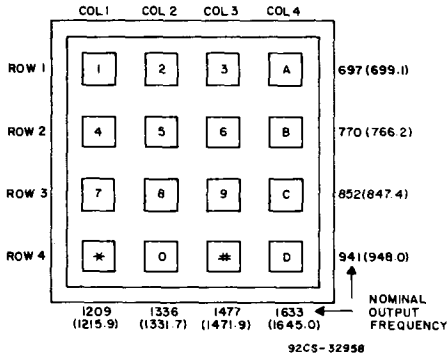 COL 1 COL 2 COL 3 COL 4
ROW 1 1 2 3 A 697 (699.1)
ROW 2 4 5 6 B 770 (766.2)
ROW 3 7 8 9 C 852 (847.4)
ROW 4 * 0 # D 941 (948.0)
1209 1336 1477 1633
(1215.9) (1331.7) (1471.9) (1645.0)
NOMINAL
OUTPUT
FREQUENCY
92CS-32958